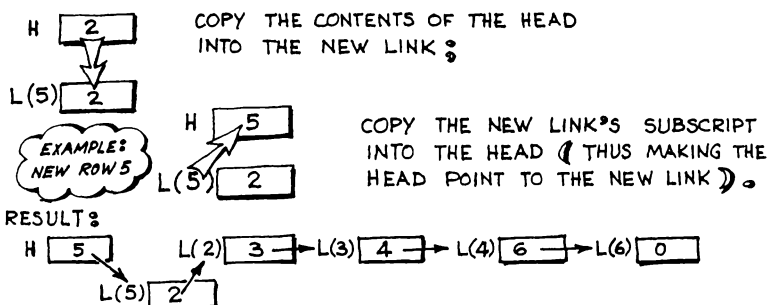 H 2
COPY THE CONTENTS OF THE HEAD
INTO THE NEW LINK:
L(5) 2
EXAMPLE:
NEW ROW 5
H 5
L(5) 2
COPY THE NEW LINK'S SUBSCRIPT
INTO THE HEAD (THUS MAKING THE
HEAD POINT TO THE NEW LINK).
RESULT:
H 5 L(2) 3 L(3) 4 L(4) 6 L(6) 0
L(5) 2